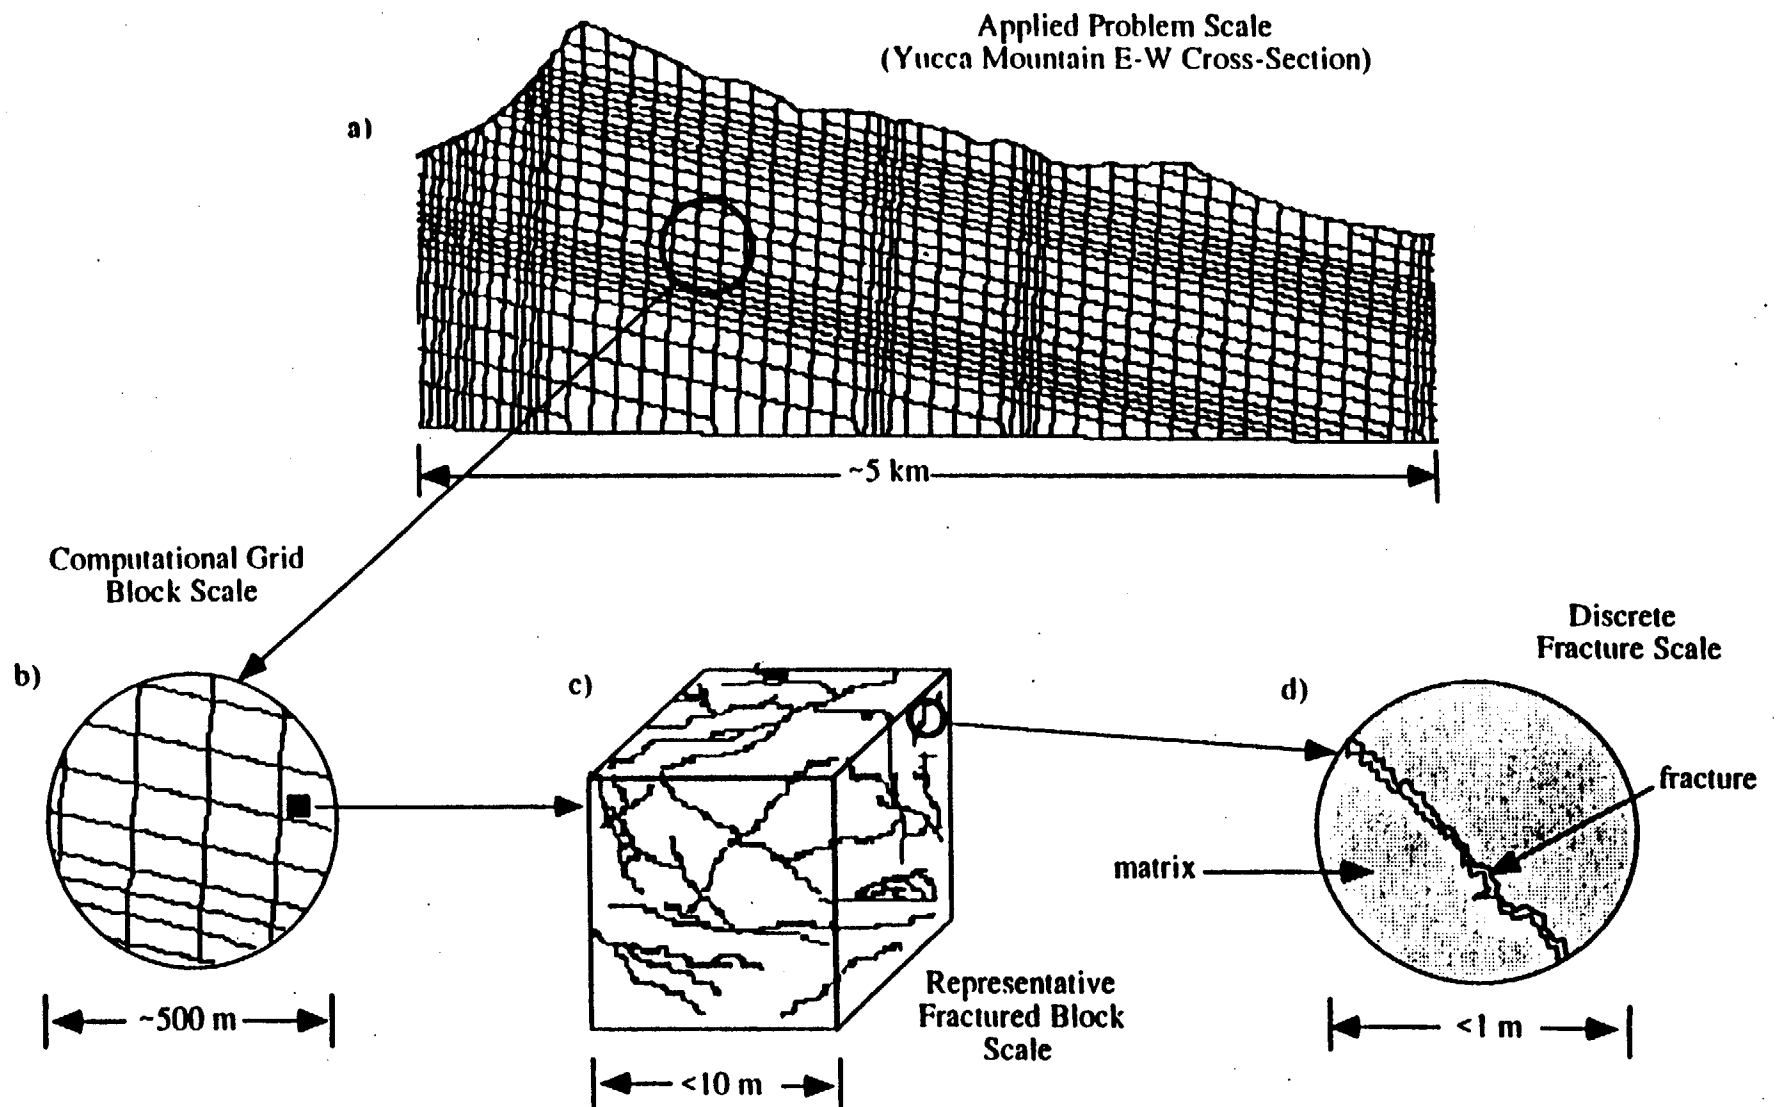 Applied Problem Scale
(Yucca Mountain E-W Cross-Section)
a)
~5 km
Computational Grid
Block Scale
b)
~500 m
c)
Representative
Fractured Block
Scale
<10 m
Discrete
Fracture Scale
d)
fracture
matrix
<1 m